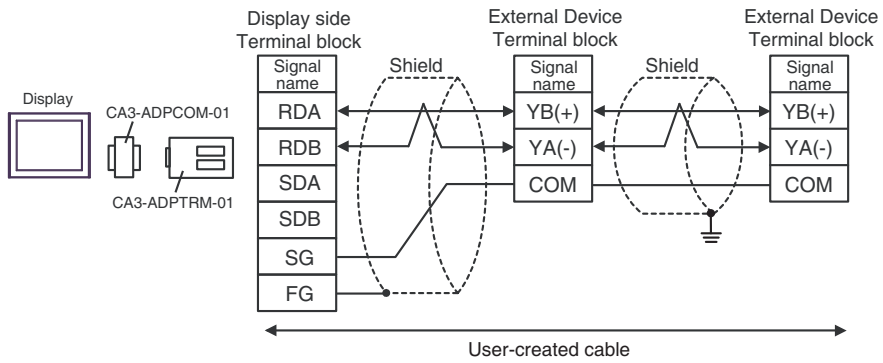 Display side
Terminal block
External Device
Terminal block
External Device
Terminal block
Signal
name
Shield
Signal
name
Shield
Signal
name
Display
CA3-ADPCOM-01
CA3-ADPTRM-01
RDA
YB(+)
YB(+)
RDB
YA(-)
YA(-)
SDA
COM
COM
SDB
SG
FG
User-created cable